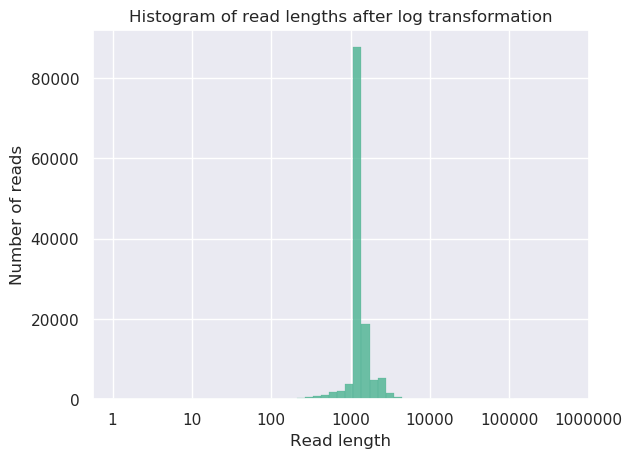 Histogram of read lengths after log transformation
80000
60000
40000
20000
0
Number of reads
1 10 100 1000 10000 100000 1000000
Read length